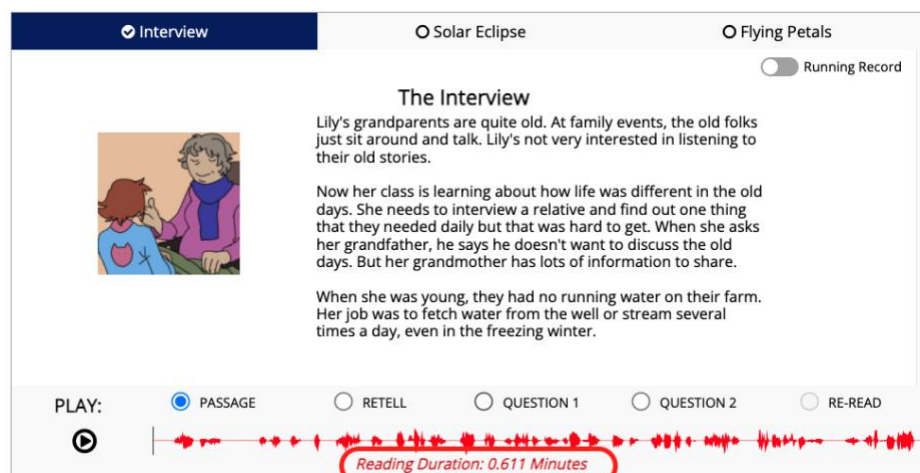 Interview
Solar Eclipse
Flying Petals
Running Record
The Interview
Lily's grandparents are quite old. At family events, the old folks
just sit around and talk. Lily's not very interested in listening to
their old stories.
Now her class is learning about how life was different in the old
days. She needs to interview a relative and find out one thing
that they needed daily but that was hard to get. When she asks
her grandfather, he says he doesn't want to discuss the old
days. But her grandmother has lots of information to share.
When she was young, they had no running water on their farm.
Her job was to fetch water from the well or stream several
times a day, even in the freezing winter.
PLAY:
PASSAGE
RETELL
QUESTION 1
QUESTION 2
RE-READ
Reading Duration: 0.611 Minutes